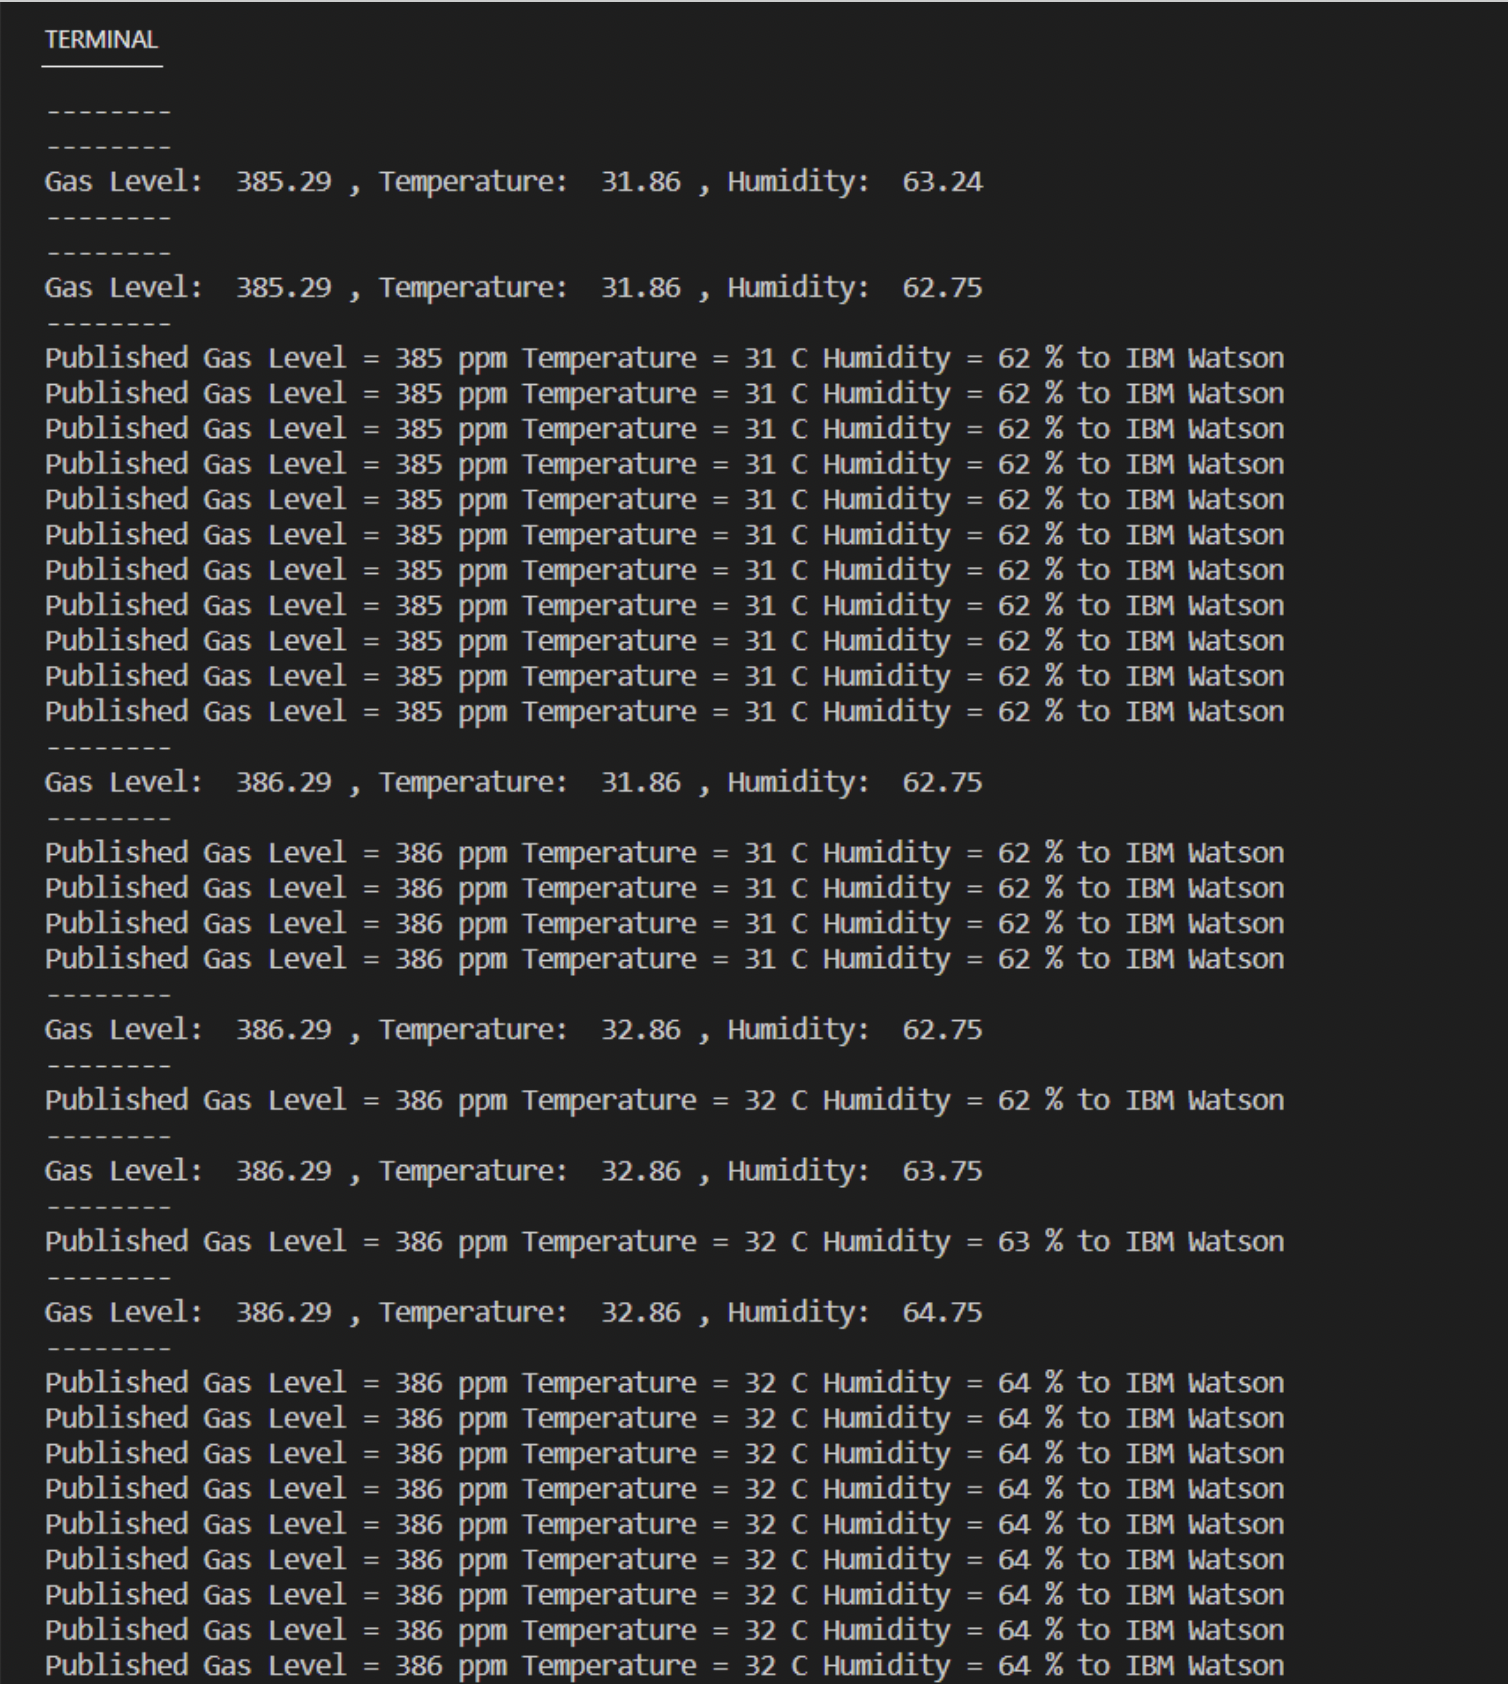 TERMINAL
--------
--------
Gas Level:  385.29 , Temperature:  31.86 , Humidity:  63.24
--------
--------
Gas Level:  385.29 , Temperature:  31.86 , Humidity:  62.75
--------
Published Gas Level = 385 ppm Temperature = 31 C Humidity = 62 % to IBM Watson
Published Gas Level = 385 ppm Temperature = 31 C Humidity = 62 % to IBM Watson
Published Gas Level = 385 ppm Temperature = 31 C Humidity = 62 % to IBM Watson
Published Gas Level = 385 ppm Temperature = 31 C Humidity = 62 % to IBM Watson
Published Gas Level = 385 ppm Temperature = 31 C Humidity = 62 % to IBM Watson
Published Gas Level = 385 ppm Temperature = 31 C Humidity = 62 % to IBM Watson
Published Gas Level = 385 ppm Temperature = 31 C Humidity = 62 % to IBM Watson
Published Gas Level = 385 ppm Temperature = 31 C Humidity = 62 % to IBM Watson
Published Gas Level = 385 ppm Temperature = 31 C Humidity = 62 % to IBM Watson
Published Gas Level = 385 ppm Temperature = 31 C Humidity = 62 % to IBM Watson
Published Gas Level = 385 ppm Temperature = 31 C Humidity = 62 % to IBM Watson
--------
Gas Level:  386.29 , Temperature:  31.86 , Humidity:  62.75
--------
Published Gas Level = 386 ppm Temperature = 31 C Humidity = 62 % to IBM Watson
Published Gas Level = 386 ppm Temperature = 31 C Humidity = 62 % to IBM Watson
Published Gas Level = 386 ppm Temperature = 31 C Humidity = 62 % to IBM Watson
Published Gas Level = 386 ppm Temperature = 31 C Humidity = 62 % to IBM Watson
--------
Gas Level:  386.29 , Temperature:  32.86 , Humidity:  62.75
--------
Published Gas Level = 386 ppm Temperature = 32 C Humidity = 62 % to IBM Watson
--------
Gas Level:  386.29 , Temperature:  32.86 , Humidity:  63.75
--------
Published Gas Level = 386 ppm Temperature = 32 C Humidity = 63 % to IBM Watson
--------
Gas Level:  386.29 , Temperature:  32.86 , Humidity:  64.75
--------
Published Gas Level = 386 ppm Temperature = 32 C Humidity = 64 % to IBM Watson
Published Gas Level = 386 ppm Temperature = 32 C Humidity = 64 % to IBM Watson
Published Gas Level = 386 ppm Temperature = 32 C Humidity = 64 % to IBM Watson
Published Gas Level = 386 ppm Temperature = 32 C Humidity = 64 % to IBM Watson
Published Gas Level = 386 ppm Temperature = 32 C Humidity = 64 % to IBM Watson
Published Gas Level = 386 ppm Temperature = 32 C Humidity = 64 % to IBM Watson
Published Gas Level = 386 ppm Temperature = 32 C Humidity = 64 % to IBM Watson
Published Gas Level = 386 ppm Temperature = 32 C Humidity = 64 % to IBM Watson
Published Gas Level = 386 ppm Temperature = 32 C Humidity = 64 % to IBM Watson